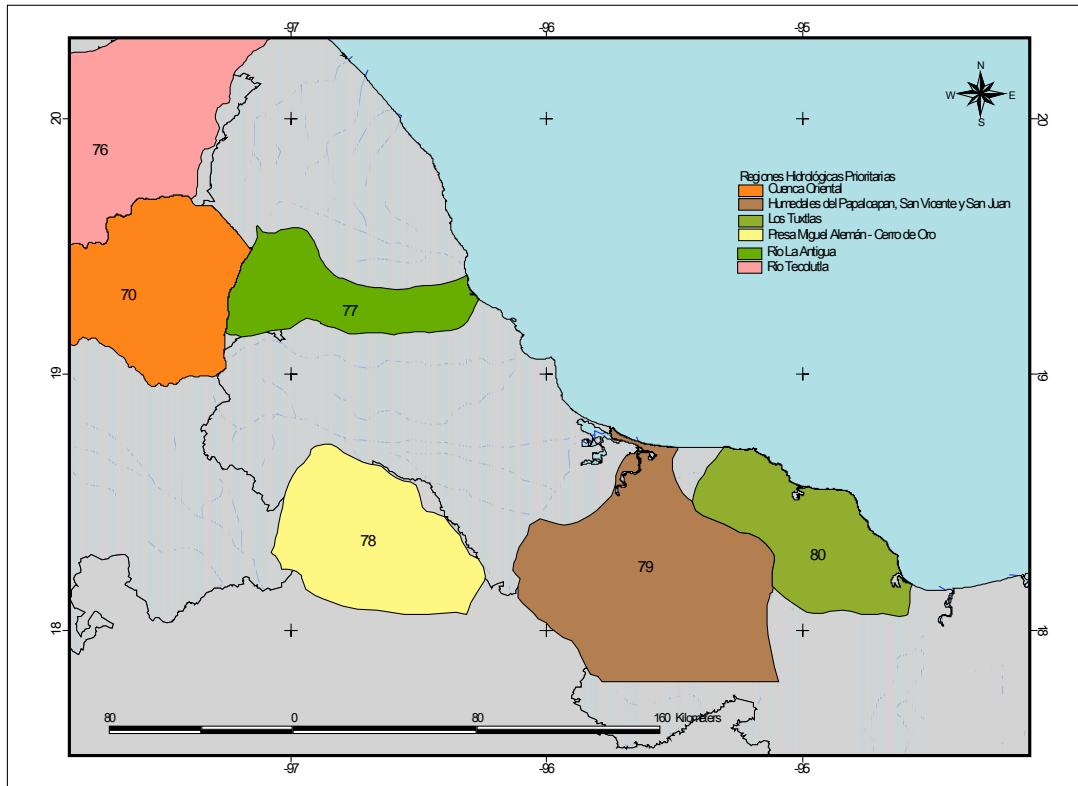 -97 -96 -95
N
W E
S
20 20
76
Regiones Hidrológicas Prioritarias
Cuenca Oriental
Humedales del Papaloapan, San Vicente y San Juan
Los Tuxtlas
Presa Miguel Alemán - Cerro de Oro
Río La Antigua
Río Tecolutla
70
77
19 19
78
79
80
18 18
80 0 80 160 Kilometers
-97 -96 -95